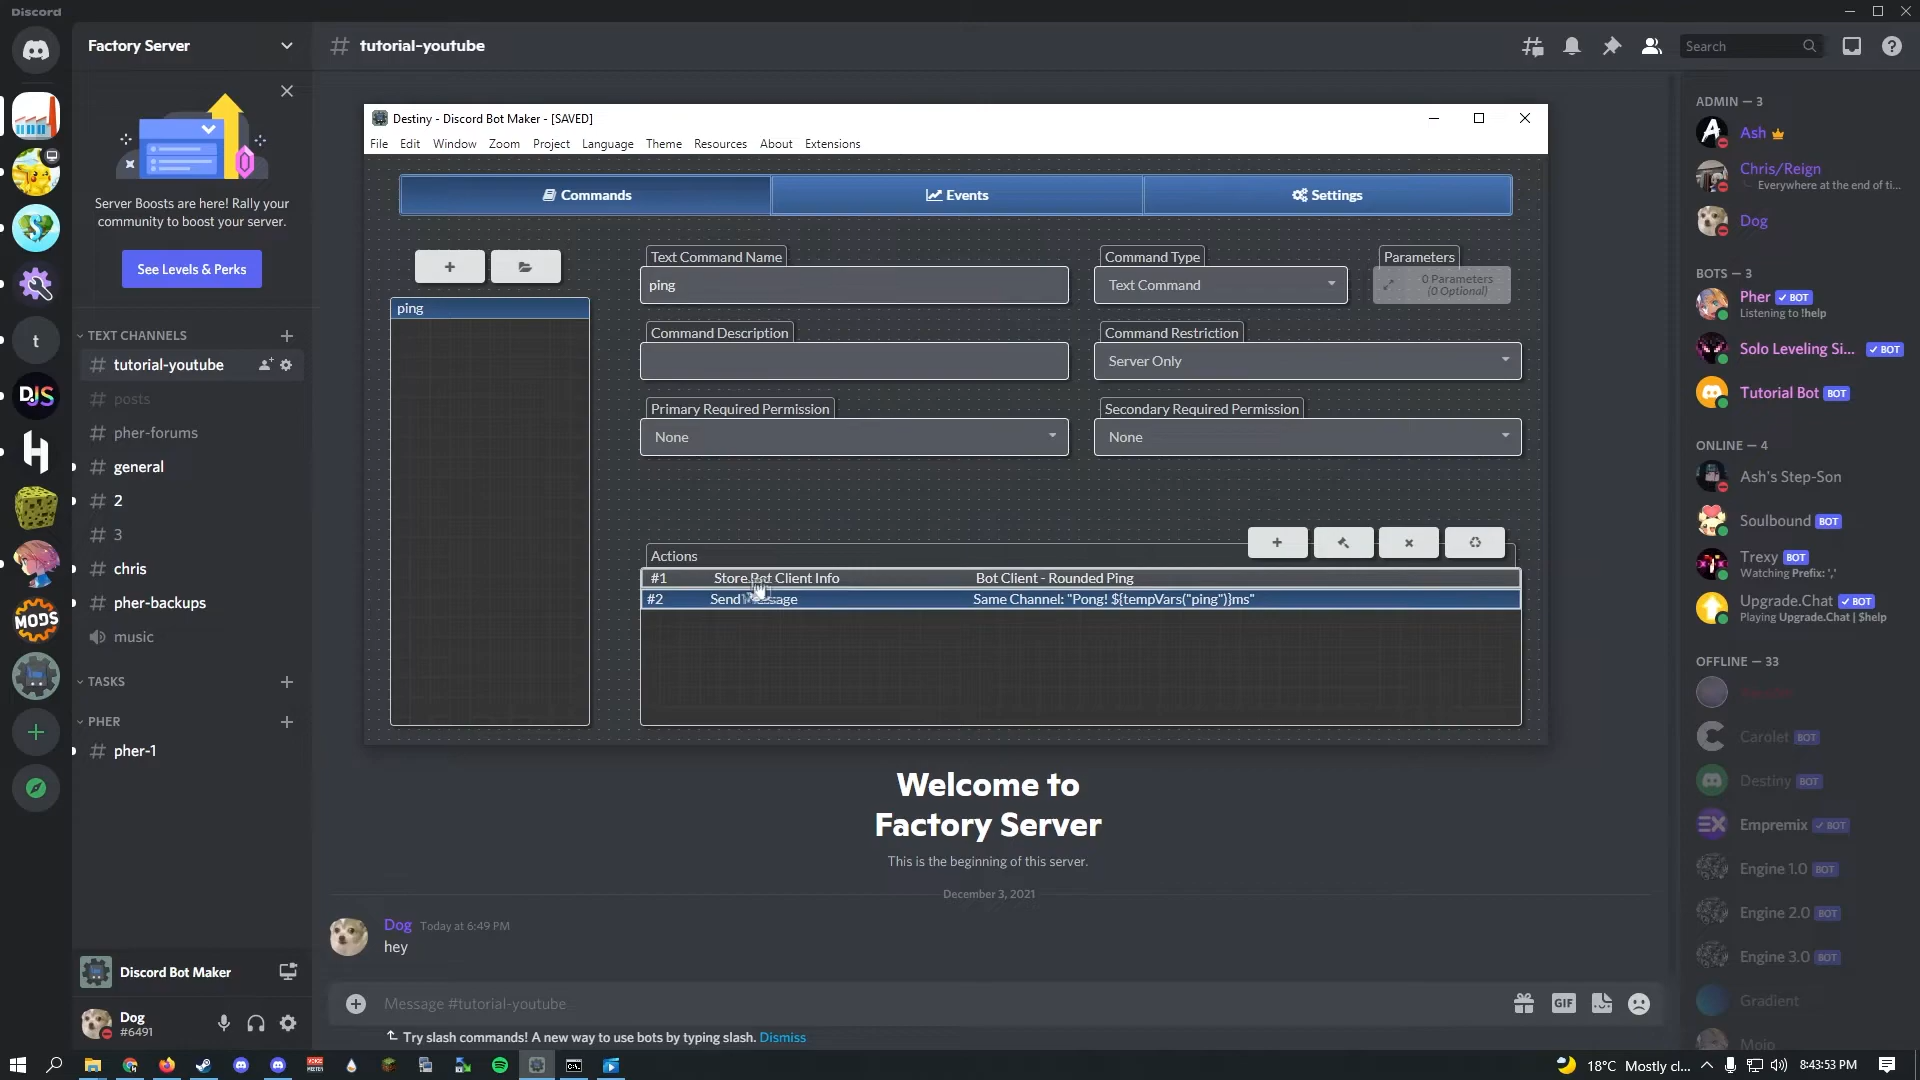 Discord
Factory Server
tutorial-youtube
Search
Server Boosts are here! Rally your
community to boost your server.
See Levels & Perks
TEXT CHANNELS
tutorial-youtube
posts
pher-forums
general
2
3
chris
pher-backups
music
TASKS
PHER
pher-1
Discord Bot Maker
Dog
#6491
t
DJS
MODS
Destiny - Discord Bot Maker - [SAVED]
File Edit Window Zoom Project Language Theme Resources About Extensions
Commands
Events
Settings
ping
Text Command Name
ping
Command Type
Text Command
Parameters
0 Parameters
(0 Optional)
Command Description
Command Restriction
Server Only
Primary Required Permission
None
Secondary Required Permission
None
Actions
#1 Store Bot Client Info Bot Client - Rounded Ping
#2 Send Message Same Channel: "Pong! ${tempVars("ping")}ms"
Welcome to
Factory Server
This is the beginning of this server.
December 3, 2021
Dog Today at 6:49 PM
hey
Message #tutorial-youtube
GIF
Try slash commands! A new way to use bots by typing slash. Dismiss
ADMIN — 3
Ash
Chris/Reign
Everywhere at the end of ti...
Dog
BOTS — 3
Pher BOT
Listening to !help
Solo Leveling Si... BOT
Tutorial Bot BOT
ONLINE — 4
Ash's Step-Son
Soulbound BOT
Trexy BOT
Watching Prefix: ','
Upgrade.Chat BOT
Playing Upgrade.Chat | $help
OFFLINE — 33
Carolet BOT
Destiny BOT
Empremix BOT
Engine 1.0 BOT
Engine 2.0 BOT
Engine 3.0 BOT
Gradient
Mojo
18°C Mostly cl... 8:43:53 PM